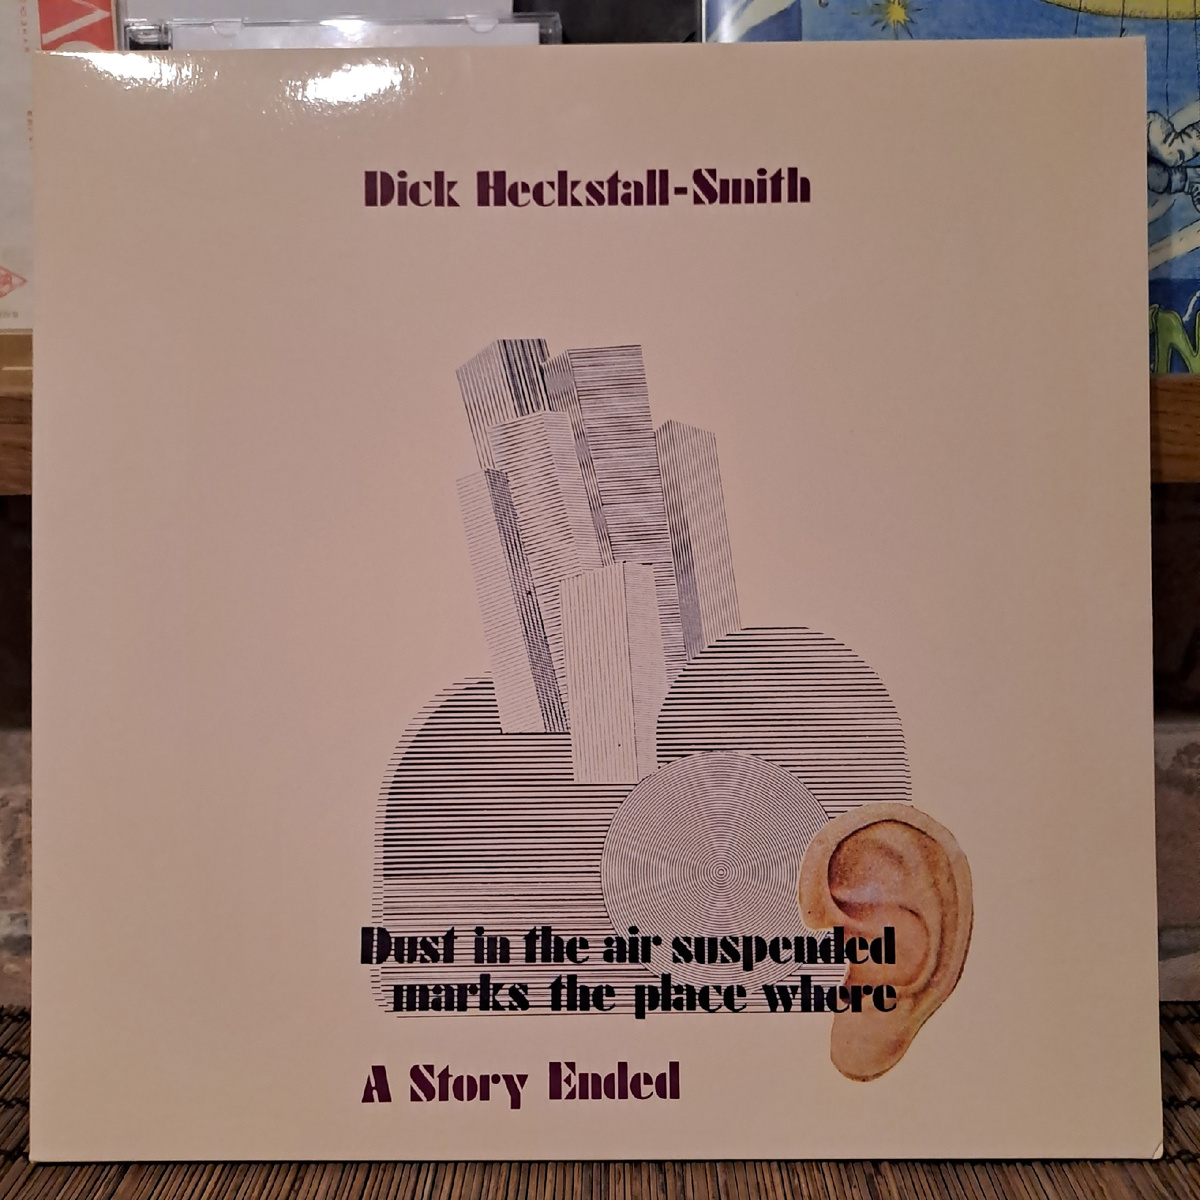 Dick Heckstall-Smith
Dust in the air suspended
marks the place where
A Story Ended